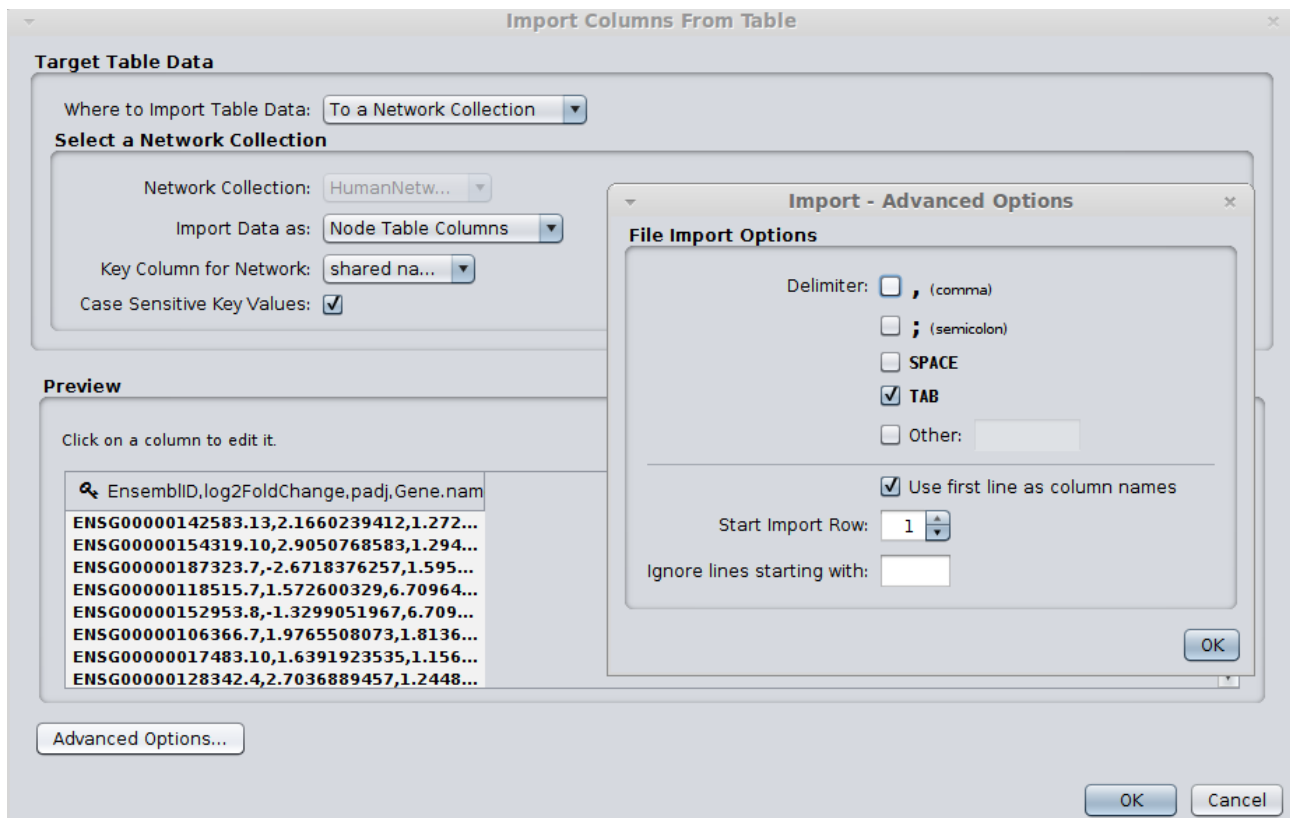 Import Columns From Table
Target Table Data
Where to Import Table Data: To a Network Collection
Select a Network Collection
Network Collection: HumanNetw...
Import Data as: Node Table Columns
Key Column for Network: shared na...
Case Sensitive Key Values:
Preview
Click on a column to edit it.
EnsemblID,log2FoldChange,padj,Gene.nam
ENSG00000142583.13,2.1660239412,1.272...
ENSG00000154319.10,2.9050768583,1.294...
ENSG00000187323.7,-2.6718376257,1.595...
ENSG00000118515.7,1.572600329,6.70964...
ENSG00000152953.8,-1.3299051967,6.709...
ENSG00000106366.7,1.9765508073,1.8136...
ENSG00000017483.10,1.6391923535,1.156...
ENSG00000128342.4,2.7036889457,1.2448...
Advanced Options...
OK Cancel
Import - Advanced Options
File Import Options
Delimiter: , (comma)
; (semicolon)
SPACE
TAB
Other:
Use first line as column names
Start Import Row: 1
Ignore lines starting with:
OK